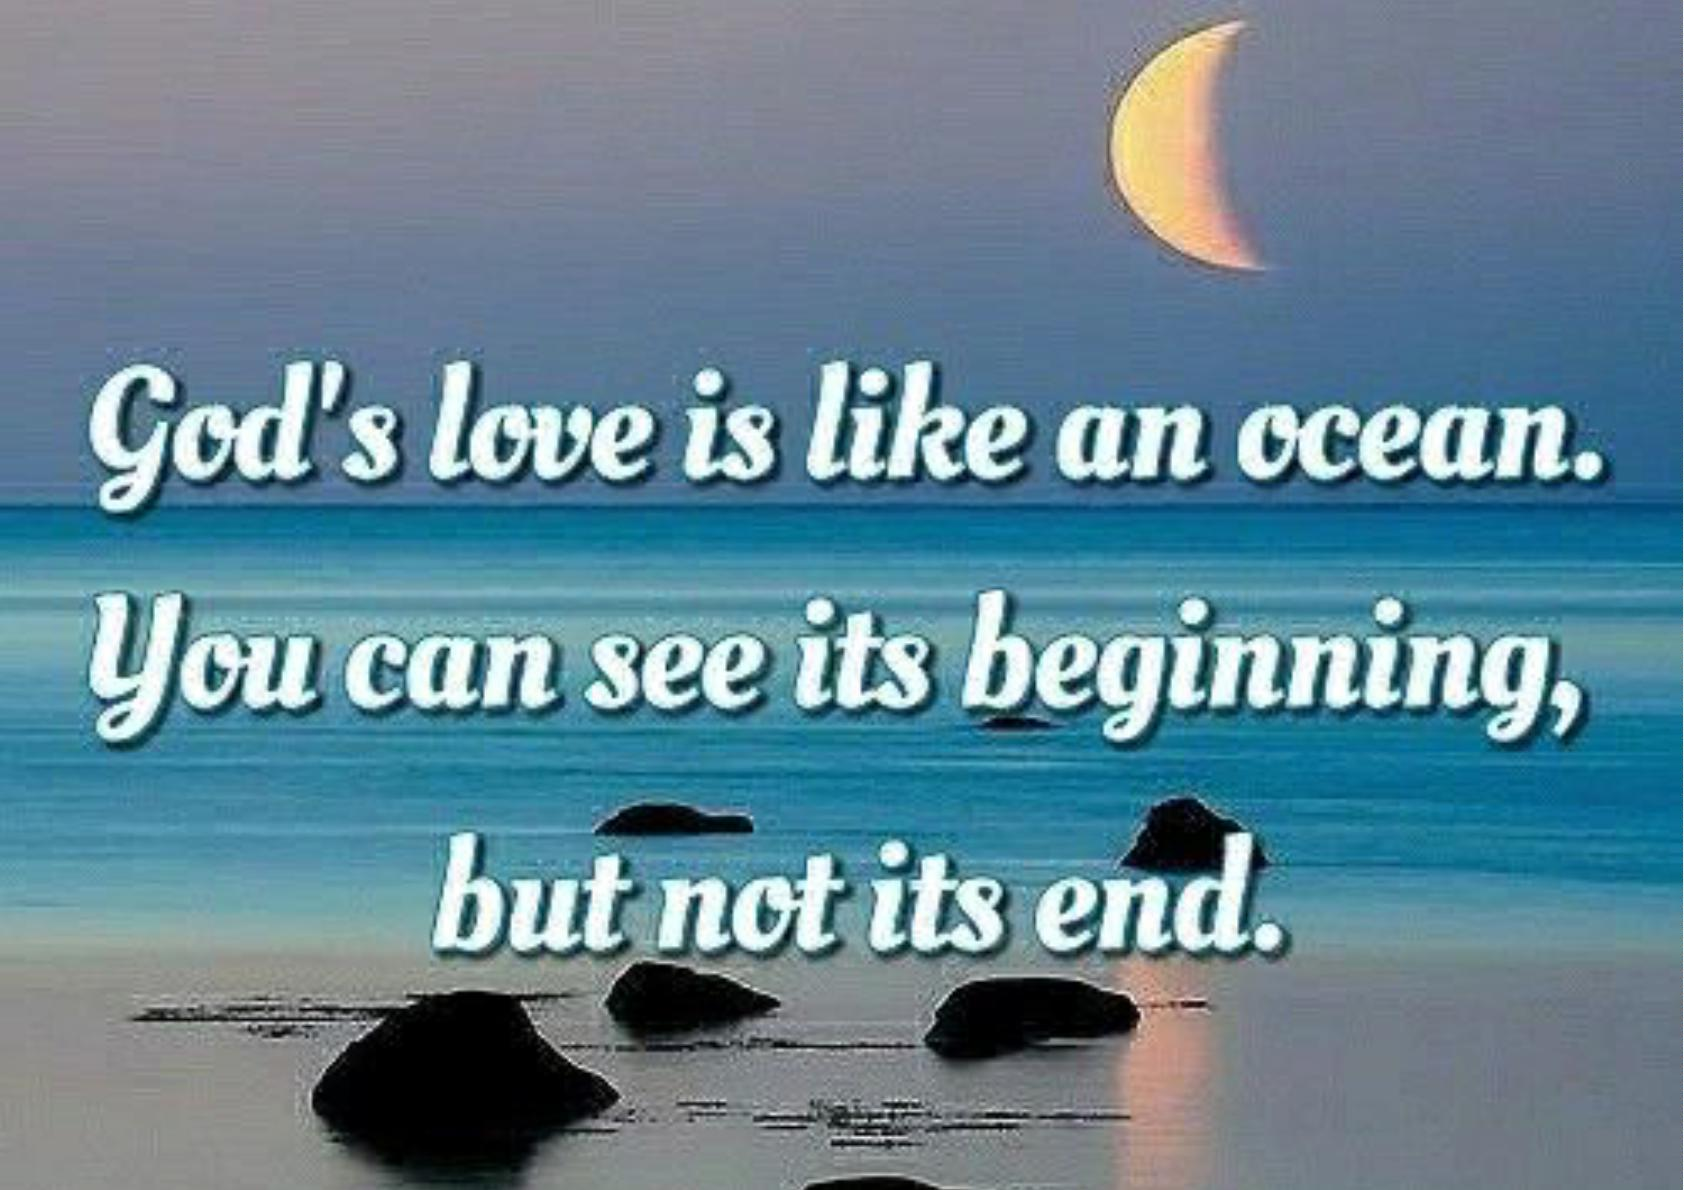 God's love is like an ocean.
You can see its beginning,
but not its end.